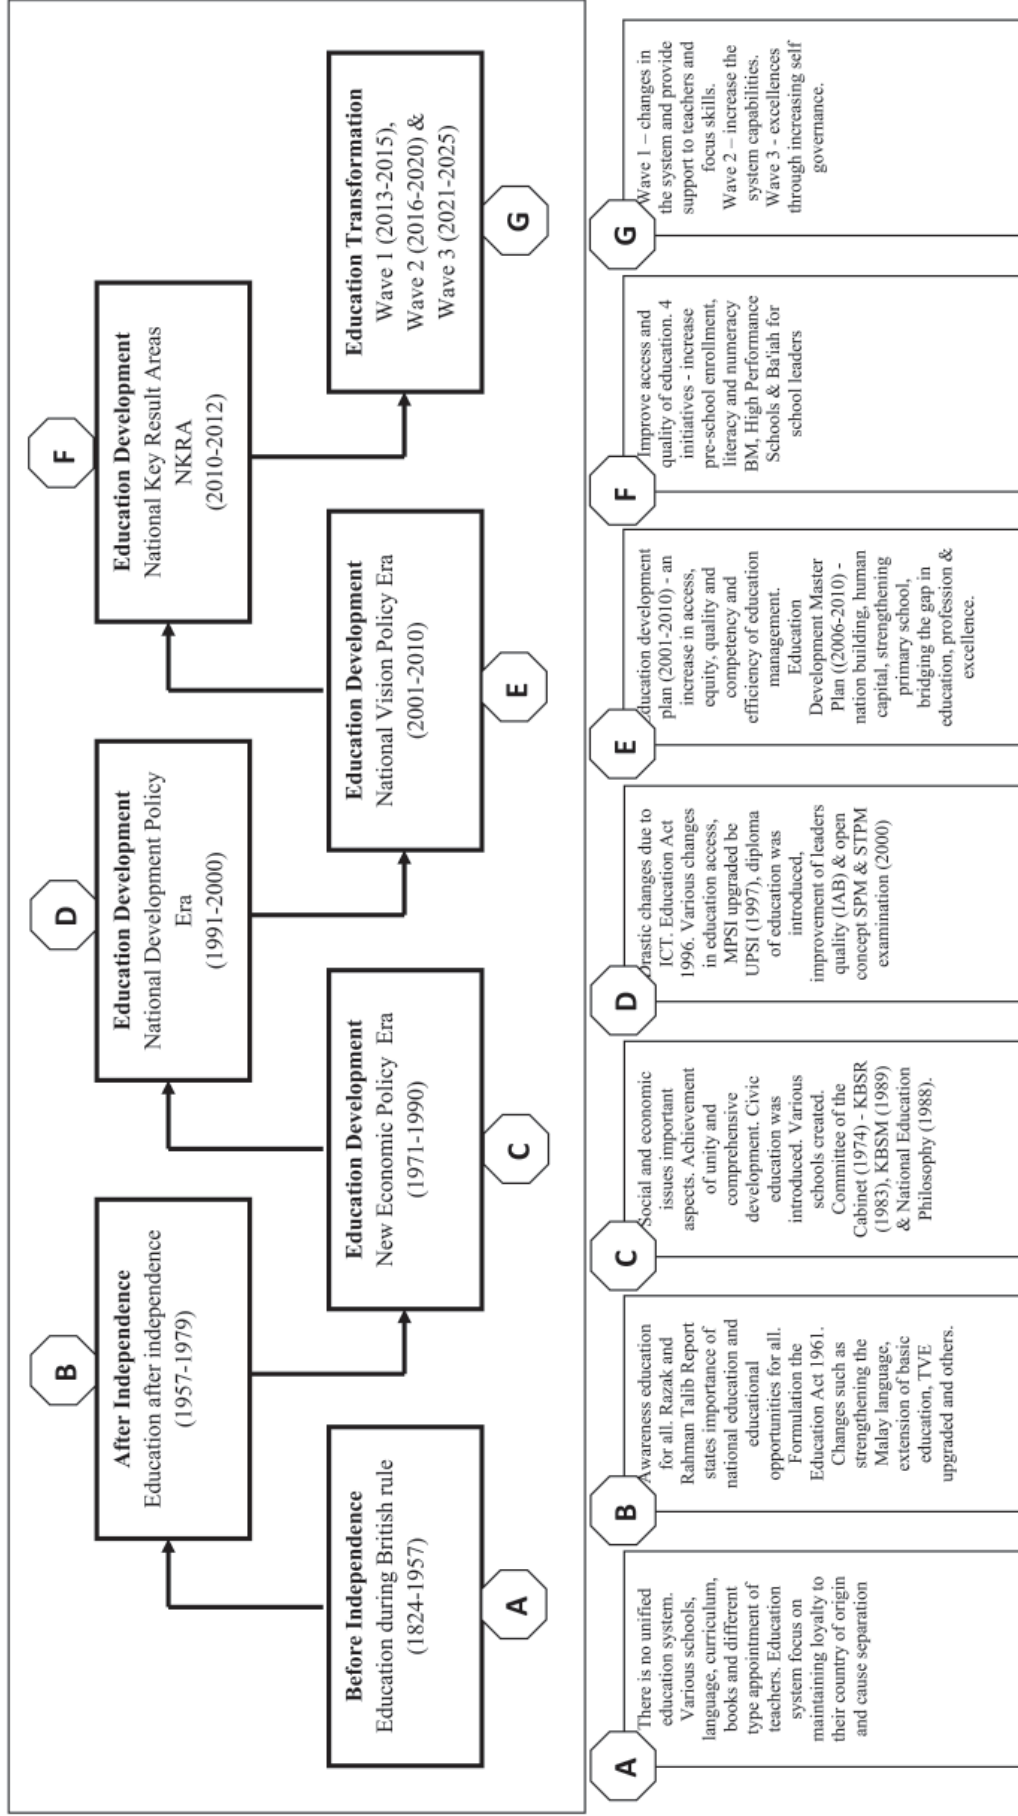 A
Before Independence
Education during British rule
(1824-1957)
B
After Independence
Education after independence
(1957-1979)
C
Education Development
New Economic Policy Era
(1971-1990)
D
Education Development
National Development Policy
Era
(1991-2000)
E
Education Development
National Vision Policy Era
(2001-2010)
F
Education Development
National Key Result Areas
NKRA
(2010-2012)
G
Education Transformation
Wave 1 (2013-2015),
Wave 2 (2016-2020) &
Wave 3 (2021-2025)
A
There is no unified
education system.
Various schools,
language, curriculum,
books and different
type appointment of
teachers. Education
system focus on
maintaining loyalty to
their country of origin
and cause separation
B
Awareness education
for all. Razak and
Rahman Talib Report
states importance of
national education and
educational
opportunities for all.
Formulation the
Education Act 1961.
Changes such as
strengthening the
Malay language,
extension of basic
education, TVE
upgraded and others.
C
Social and economic
issues important
aspects. Achievement
of unity and
comprehensive
development. Civic
education was
introduced. Various
schools created.
Committee of the
Cabinet (1974) - KBSR
(1983), KBSM (1989)
& National Education
Philosophy (1988).
D
Drastic changes due to
ICT. Education Act
1996. Various changes
in education access,
MPSI upgraded be
UPSI (1997), diploma
of education was
introduced,
improvement of leaders
quality (IAB) & open
concept SPM & STPM
examination (2000)
E
Education development
plan (2001-2010) - an
increase in access,
equity, quality and
competency and
efficiency of education
management.
Education
Development Master
Plan ((2006-2010) -
nation building, human
capital, strengthening
primary school,
bridging the gap in
education, profession &
excellence.
F
Improve access and
quality of education. 4
initiatives - increase
pre-school enrollment,
literacy and numeracy
BM, High Performance
Schools & Ba'iah for
school leaders
G
Wave 1 – changes in
the system and provide
support to teachers and
focus skills.
Wave 2 – increase the
system capabilities.
Wave 3 - excellences
through increasing self
governance.